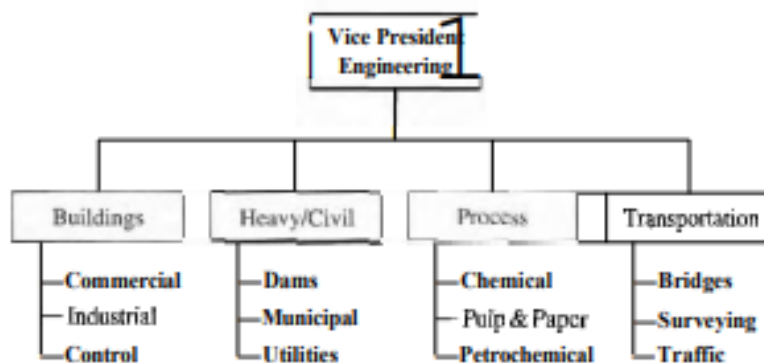 Vice President
Engineering
Buildings
Heavy/Civil
Process
Transportation
Commercial
Industrial
Control
Dams
Municipal
Utilities
Chemical
Pulp & Paper
Petrochemical
Bridges
Surveying
Traffic